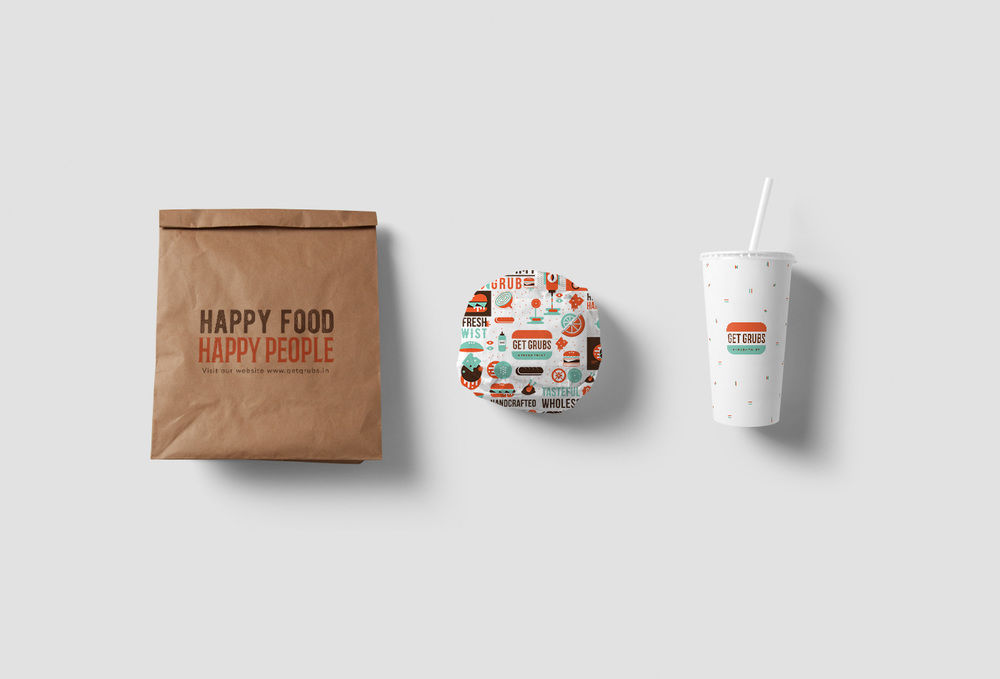 HAPPY FOOD
HAPPY PEOPLE
Visit our website www.getgrubs.in
GRUB
FRESH
WIST
GET GRUBS
TASTEFUL
HANDCRAFTED
WHOLES
GET GRUBS